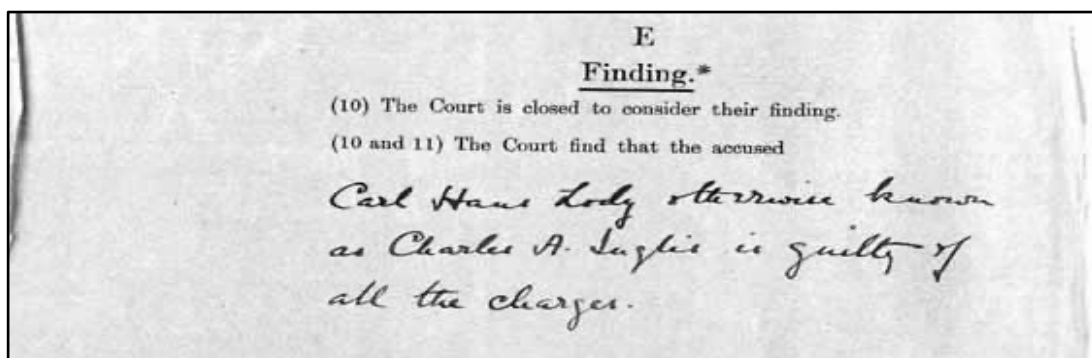 E
Finding.*
(10) The Court is closed to consider their finding.
(10 and 11) The Court find that the accused
Carl Hans Lody otherwise known
as Charles A. Inglis is guilty of
all the charges.